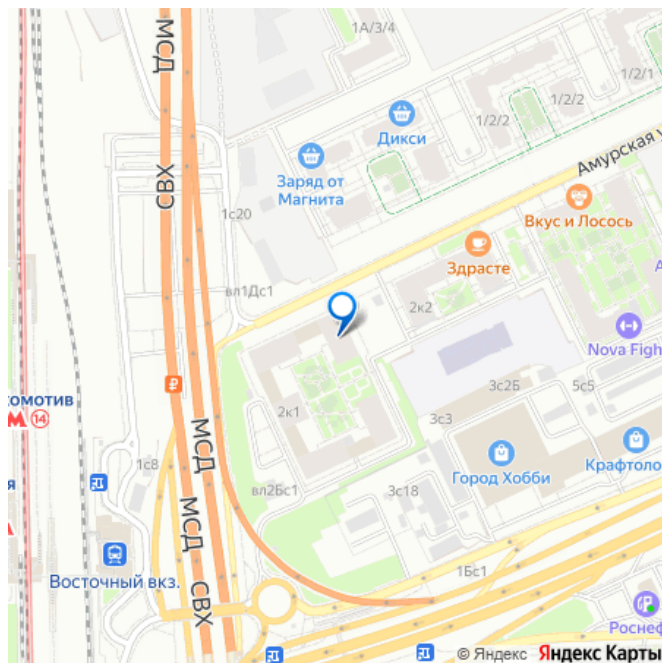 1А/3/4
МСД
1/2/1
1/2/2
1/2/2
Дикси
Амурская у
Заряд от
Магнита
СВХ
Вкус и Лосось
1с20
Здрасте
вл1Дс1
2к2
А
Nova Figh
3с2Б
5с5
комотив
14
2к1
3с3
МСД
Город Хобби
Крафтоло
1с8
я
вл2Бс1
3с18
МСД
Восточный вкз.
1Бс1
СВХ
Роснеф
© Яндекс Яндекс Карты